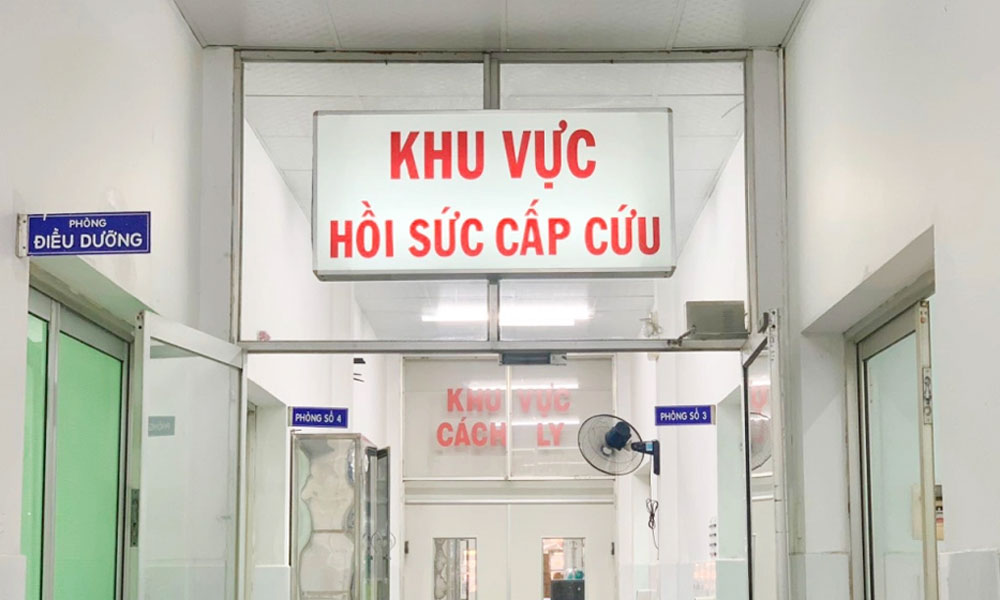 KHU VỰC
HỒI SỨC CẤP CỨU
PHÒNG
ĐIỀU DƯỠNG
PHÒNG SỐ 4
KHU VỰC
CÁCH LY
PHÒNG SỐ 3